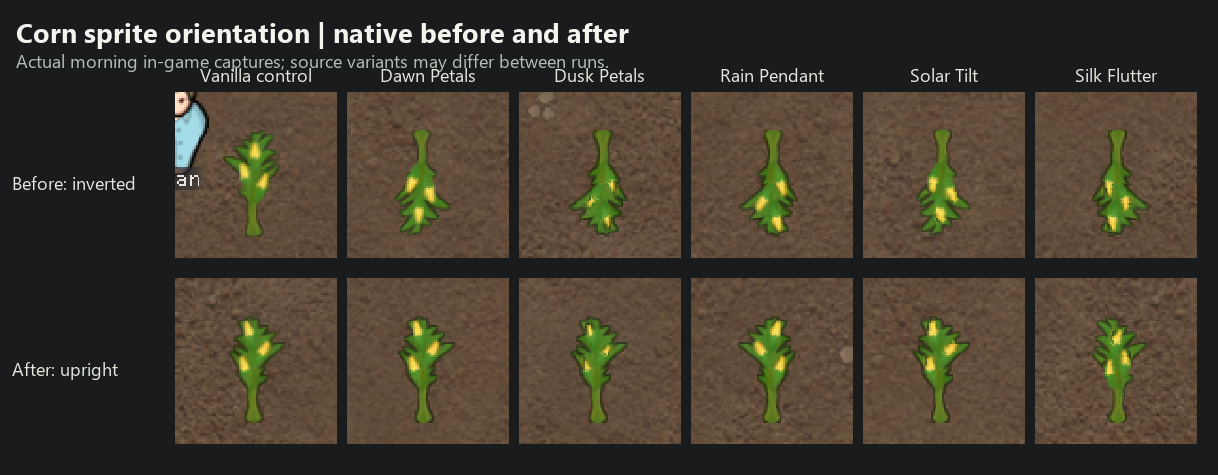 Corn sprite orientation | native before and after
Actual morning in-game captures; source variants may differ between runs.
Vanilla control Dawn Petals Dusk Petals Rain Pendant Solar Tilt Silk Flutter
Before: inverted
an
After: upright